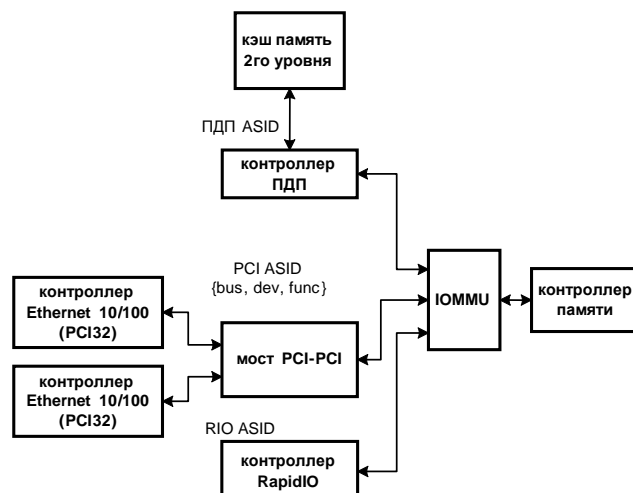 кэш память
2го уровня
ПДП ASID
контроллер
ПДП
PCI ASID
{bus, dev, func}
контроллер
Ethernet 10/100
(PCI32)
IOMMU
контроллер
памяти
мост PCI-PCI
контроллер
Ethernet 10/100
(PCI32)
RIO ASID
контроллер
RapidIO